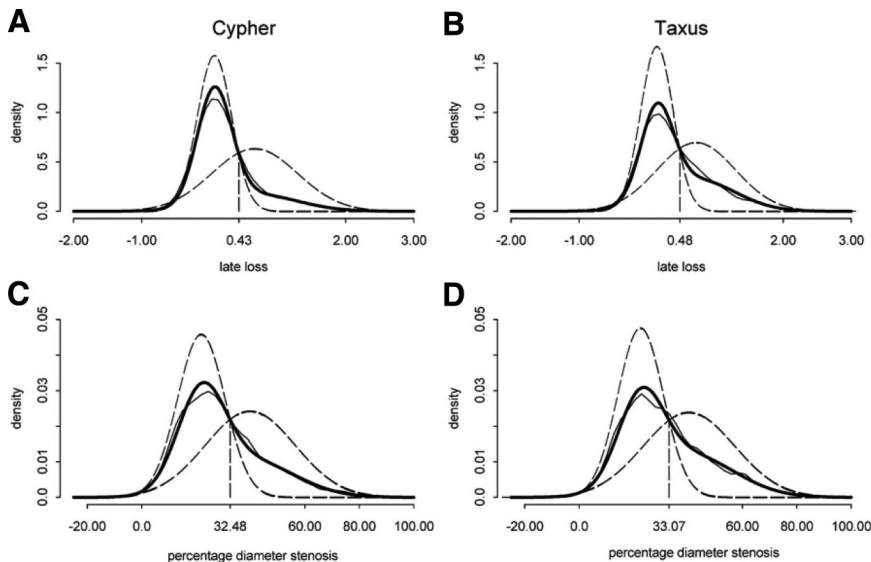 A
Cypher
density
1.5
1.0
0.5
0.0
-2.00 -1.00 0.43 2.00 3.00
late loss
B
Taxus
density
1.5
1.0
0.5
0.0
-2.00 -1.00 0.48 2.00 3.00
late loss
C
density
0.05
0.03
0.01
0.0
-20.00 0.0 32.48 60.00 100.00
percentage diameter stenosis
D
density
0.05
0.03
0.01
0.0
-20.00 0.0 33.07 60.00 100.00
percentage diameter stenosis